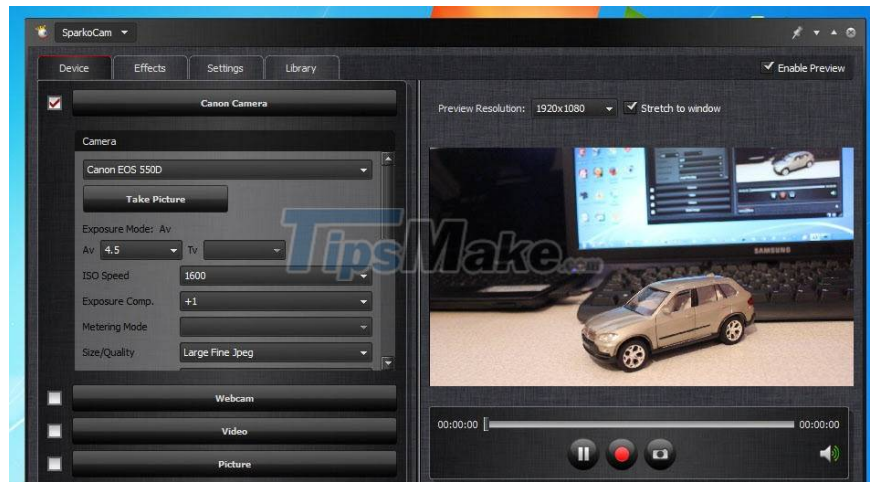 SparkoCam
Device Effects Settings Library
Enable Preview
Canon Camera
Preview Resolution: 1920x1080 Stretch to window
Camera
Canon EOS 550D
Take Picture
Exposure Mode: Av
Av 4.5 Tv
ISO Speed 1600
Exposure Comp. +1
Metering Mode
Size/Quality Large Fine Jpeg
Webcam
Video
Picture
TipsMake.com
SAMSUNG
00:00:00 00:00:00